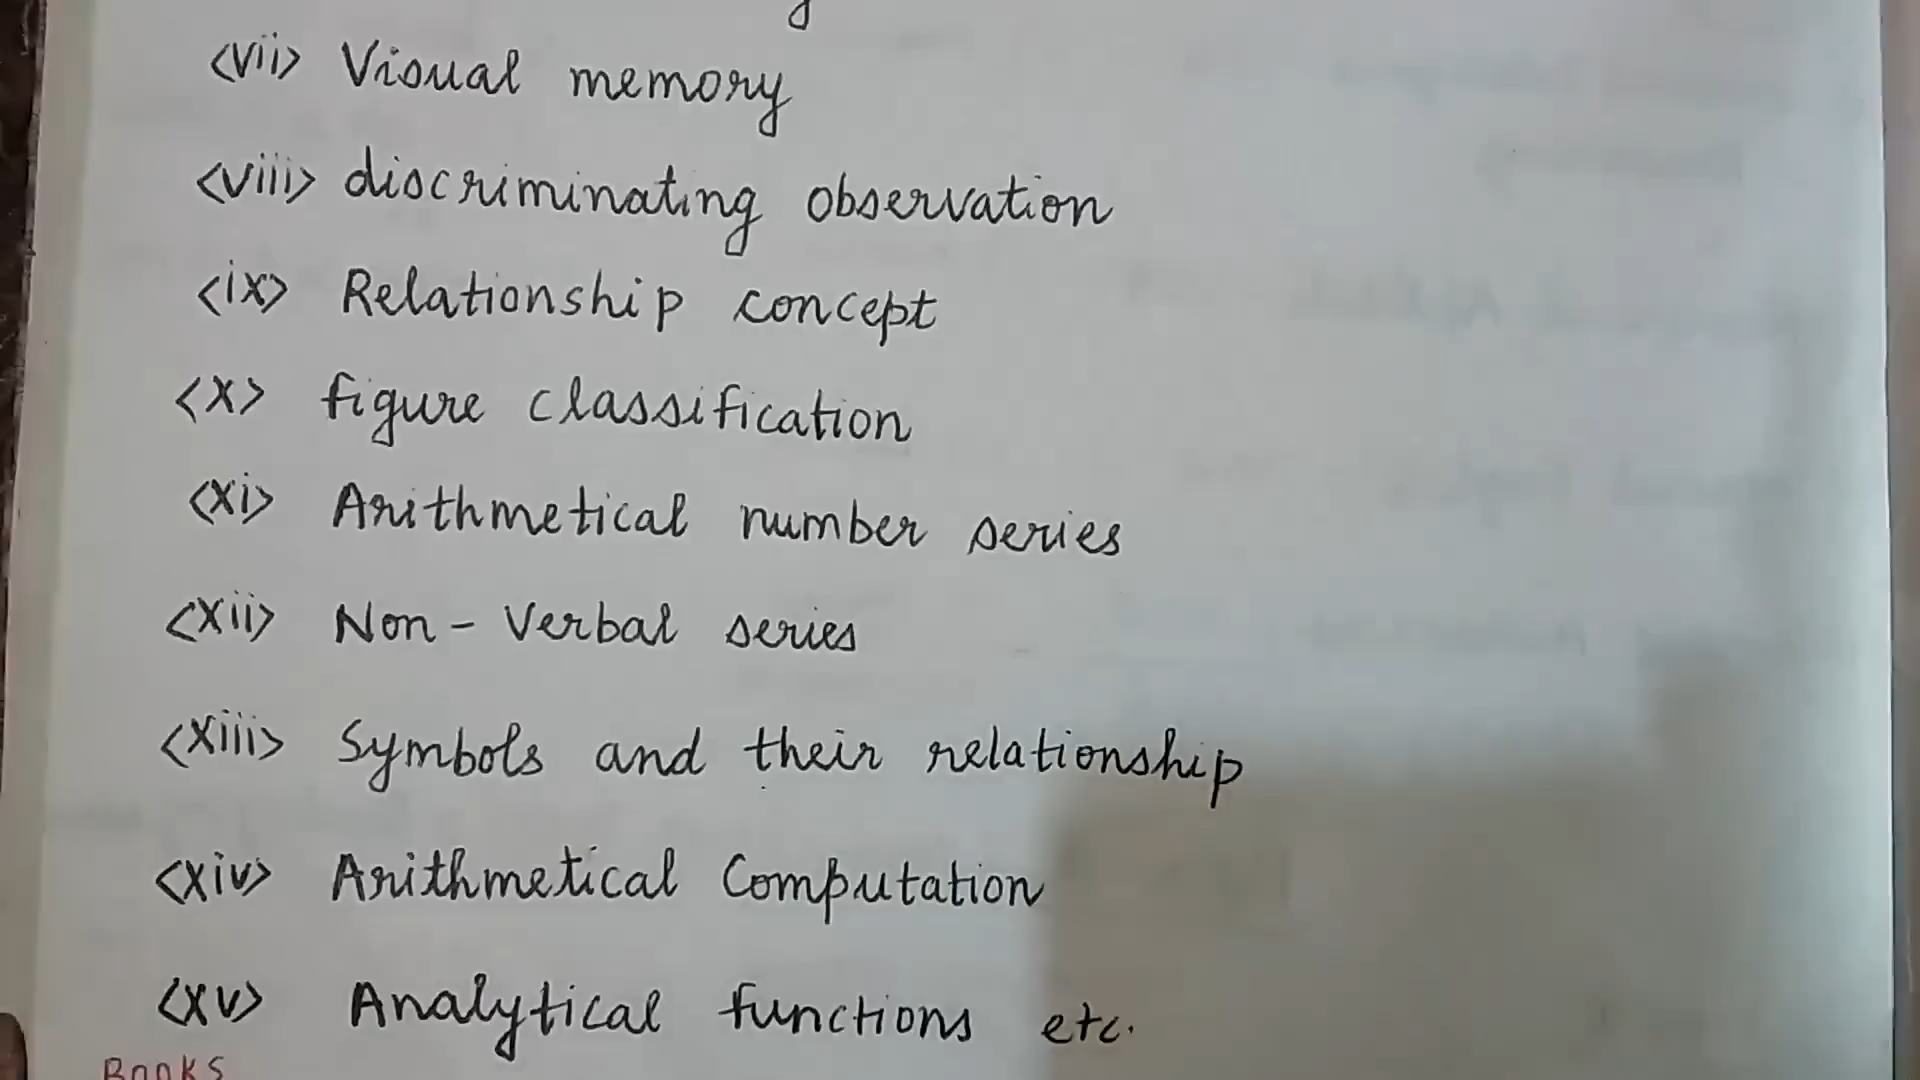 <vii> Visual memory
<viii> discriminating observation
<ix> Relationship concept
<x> figure classification
<xi> Arithmetical number series
<xii> Non-Verbal series
<xiii> Symbols and their relationship
<xiv> Arithmetical Computation
<xv> Analytical functions etc.
Books